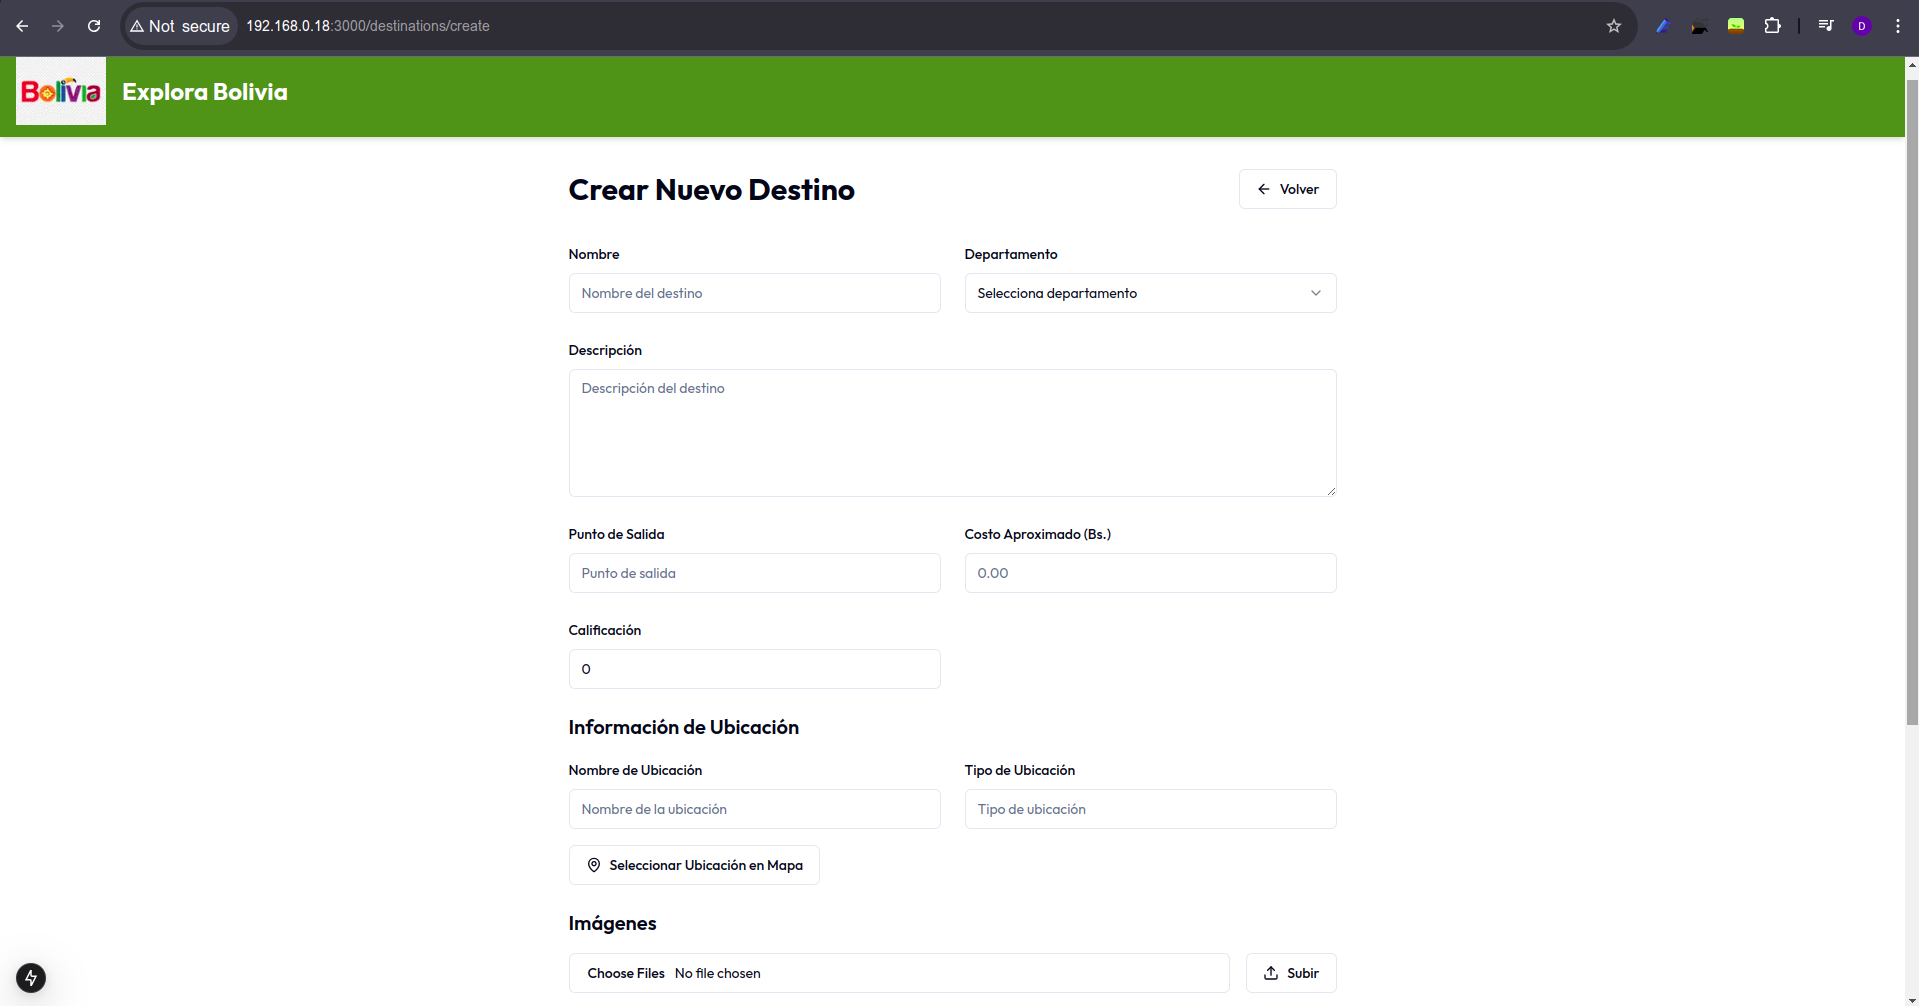 Not secure 192.168.0.18:3000/destinations/create D
Bolivia Explora Bolivia
Crear Nuevo Destino
Volver
Nombre Departamento
Nombre del destino Selecciona departamento
Descripción
Descripción del destino
Punto de Salida Costo Aproximado (Bs.)
Punto de salida 0.00
Calificación
0
Información de Ubicación
Nombre de Ubicación Tipo de Ubicación
Nombre de la ubicación Tipo de ubicación
Seleccionar Ubicación en Mapa
Imágenes
Choose Files No file chosen Subir